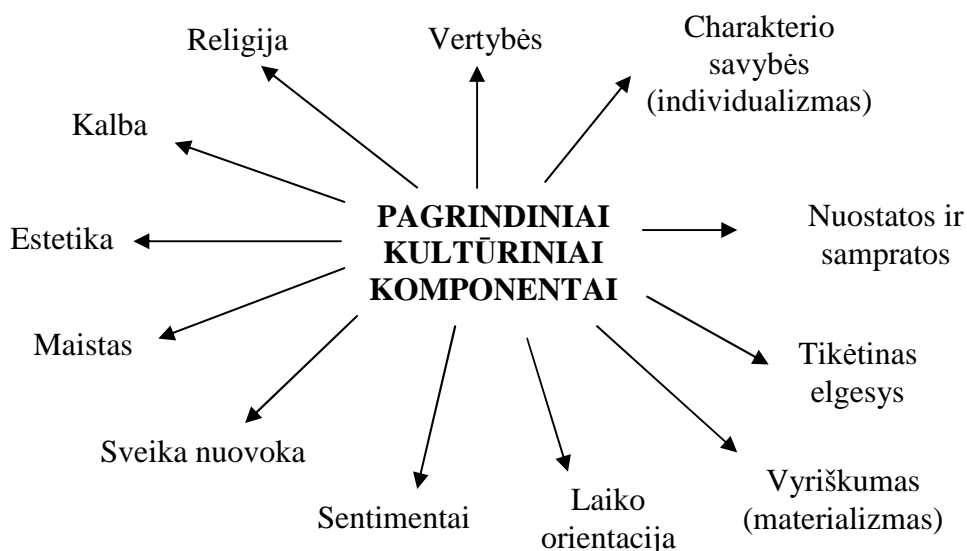 Religija
Vertybės
Charakterio
savybės
(individualizmas)
Kalba
PAGRINDINIAI
KULTŪRINIAI
KOMPONENTAI
Nuostatos ir
sampratos
Estetika
Maistas
Tikėtinas
elgesys
Sveika nuovoka
Sentimentai
Laiko
orientacija
Vyriškumas
(materializmas)